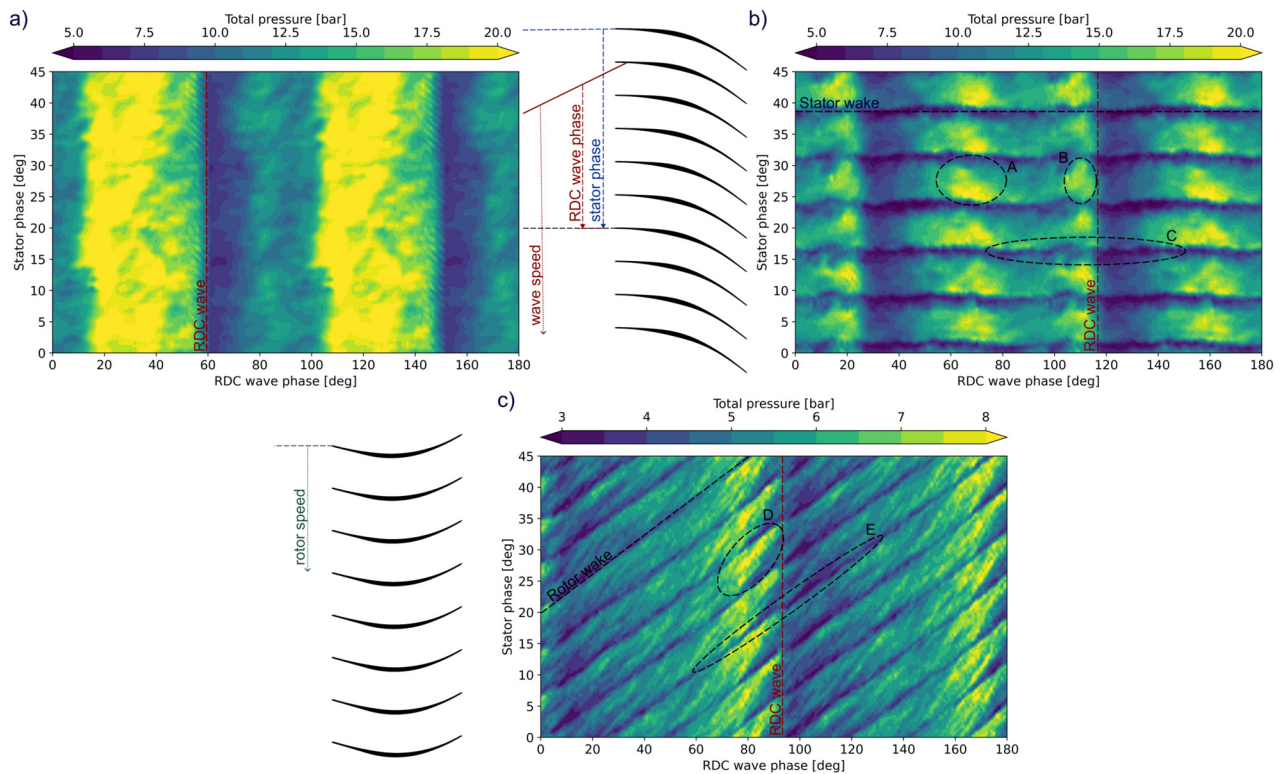 a)
Total pressure [bar]
5.0 7.5 10.0 12.5 15.0 17.5 20.0
Stator phase [deg]
45
40
35
30
25
20
15
10
5
0
RDC wave
0 20 40 60 80 100 120 140 160 180
RDC wave phase [deg]
wave speed
RDC wave phase
stator phase
b)
Total pressure [bar]
5.0 7.5 10.0 12.5 15.0 17.5 20.0
Stator phase [deg]
45
40
35
30
25
20
15
10
5
0
Stator wake
A
B
C
RDC wave
0 20 40 60 80 100 120 140 160 180
RDC wave phase [deg]
rotor speed
c)
Total pressure [bar]
3 4 5 6 7 8
Stator phase [deg]
45
40
35
30
25
20
15
10
5
0
Rotor wake
D
E
RDC wave
0 20 40 60 80 100 120 140 160 180
RDC wave phase [deg]